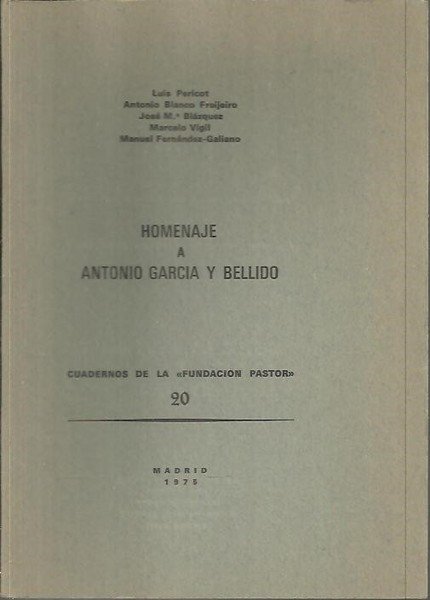 Luis Pericot
Antonio Blanco Freijeiro
José M.ª Blázquez
Marcelo Vigil
Manuel Fernández-Galiano
HOMENAJE
A
ANTONIO GARCIA Y BELLIDO
CUADERNOS DE LA «FUNDACION PASTOR»
20
MADRID
1975